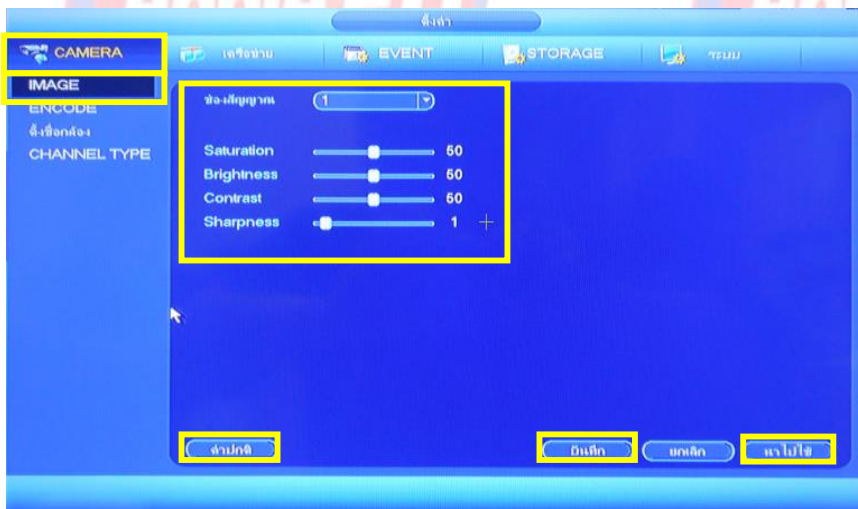 ตั้งค่า
CAMERA เครือข่าย EVENT STORAGE ระบบ
IMAGE
ENCODE
ตั้งชื่อกล้อง
CHANNEL TYPE
ช่องสัญญาณ 1
Saturation 50
Brightness 50
Contrast 50
Sharpness 1
ค่าปกติ บันทึก ยกเลิก นำไปใช้